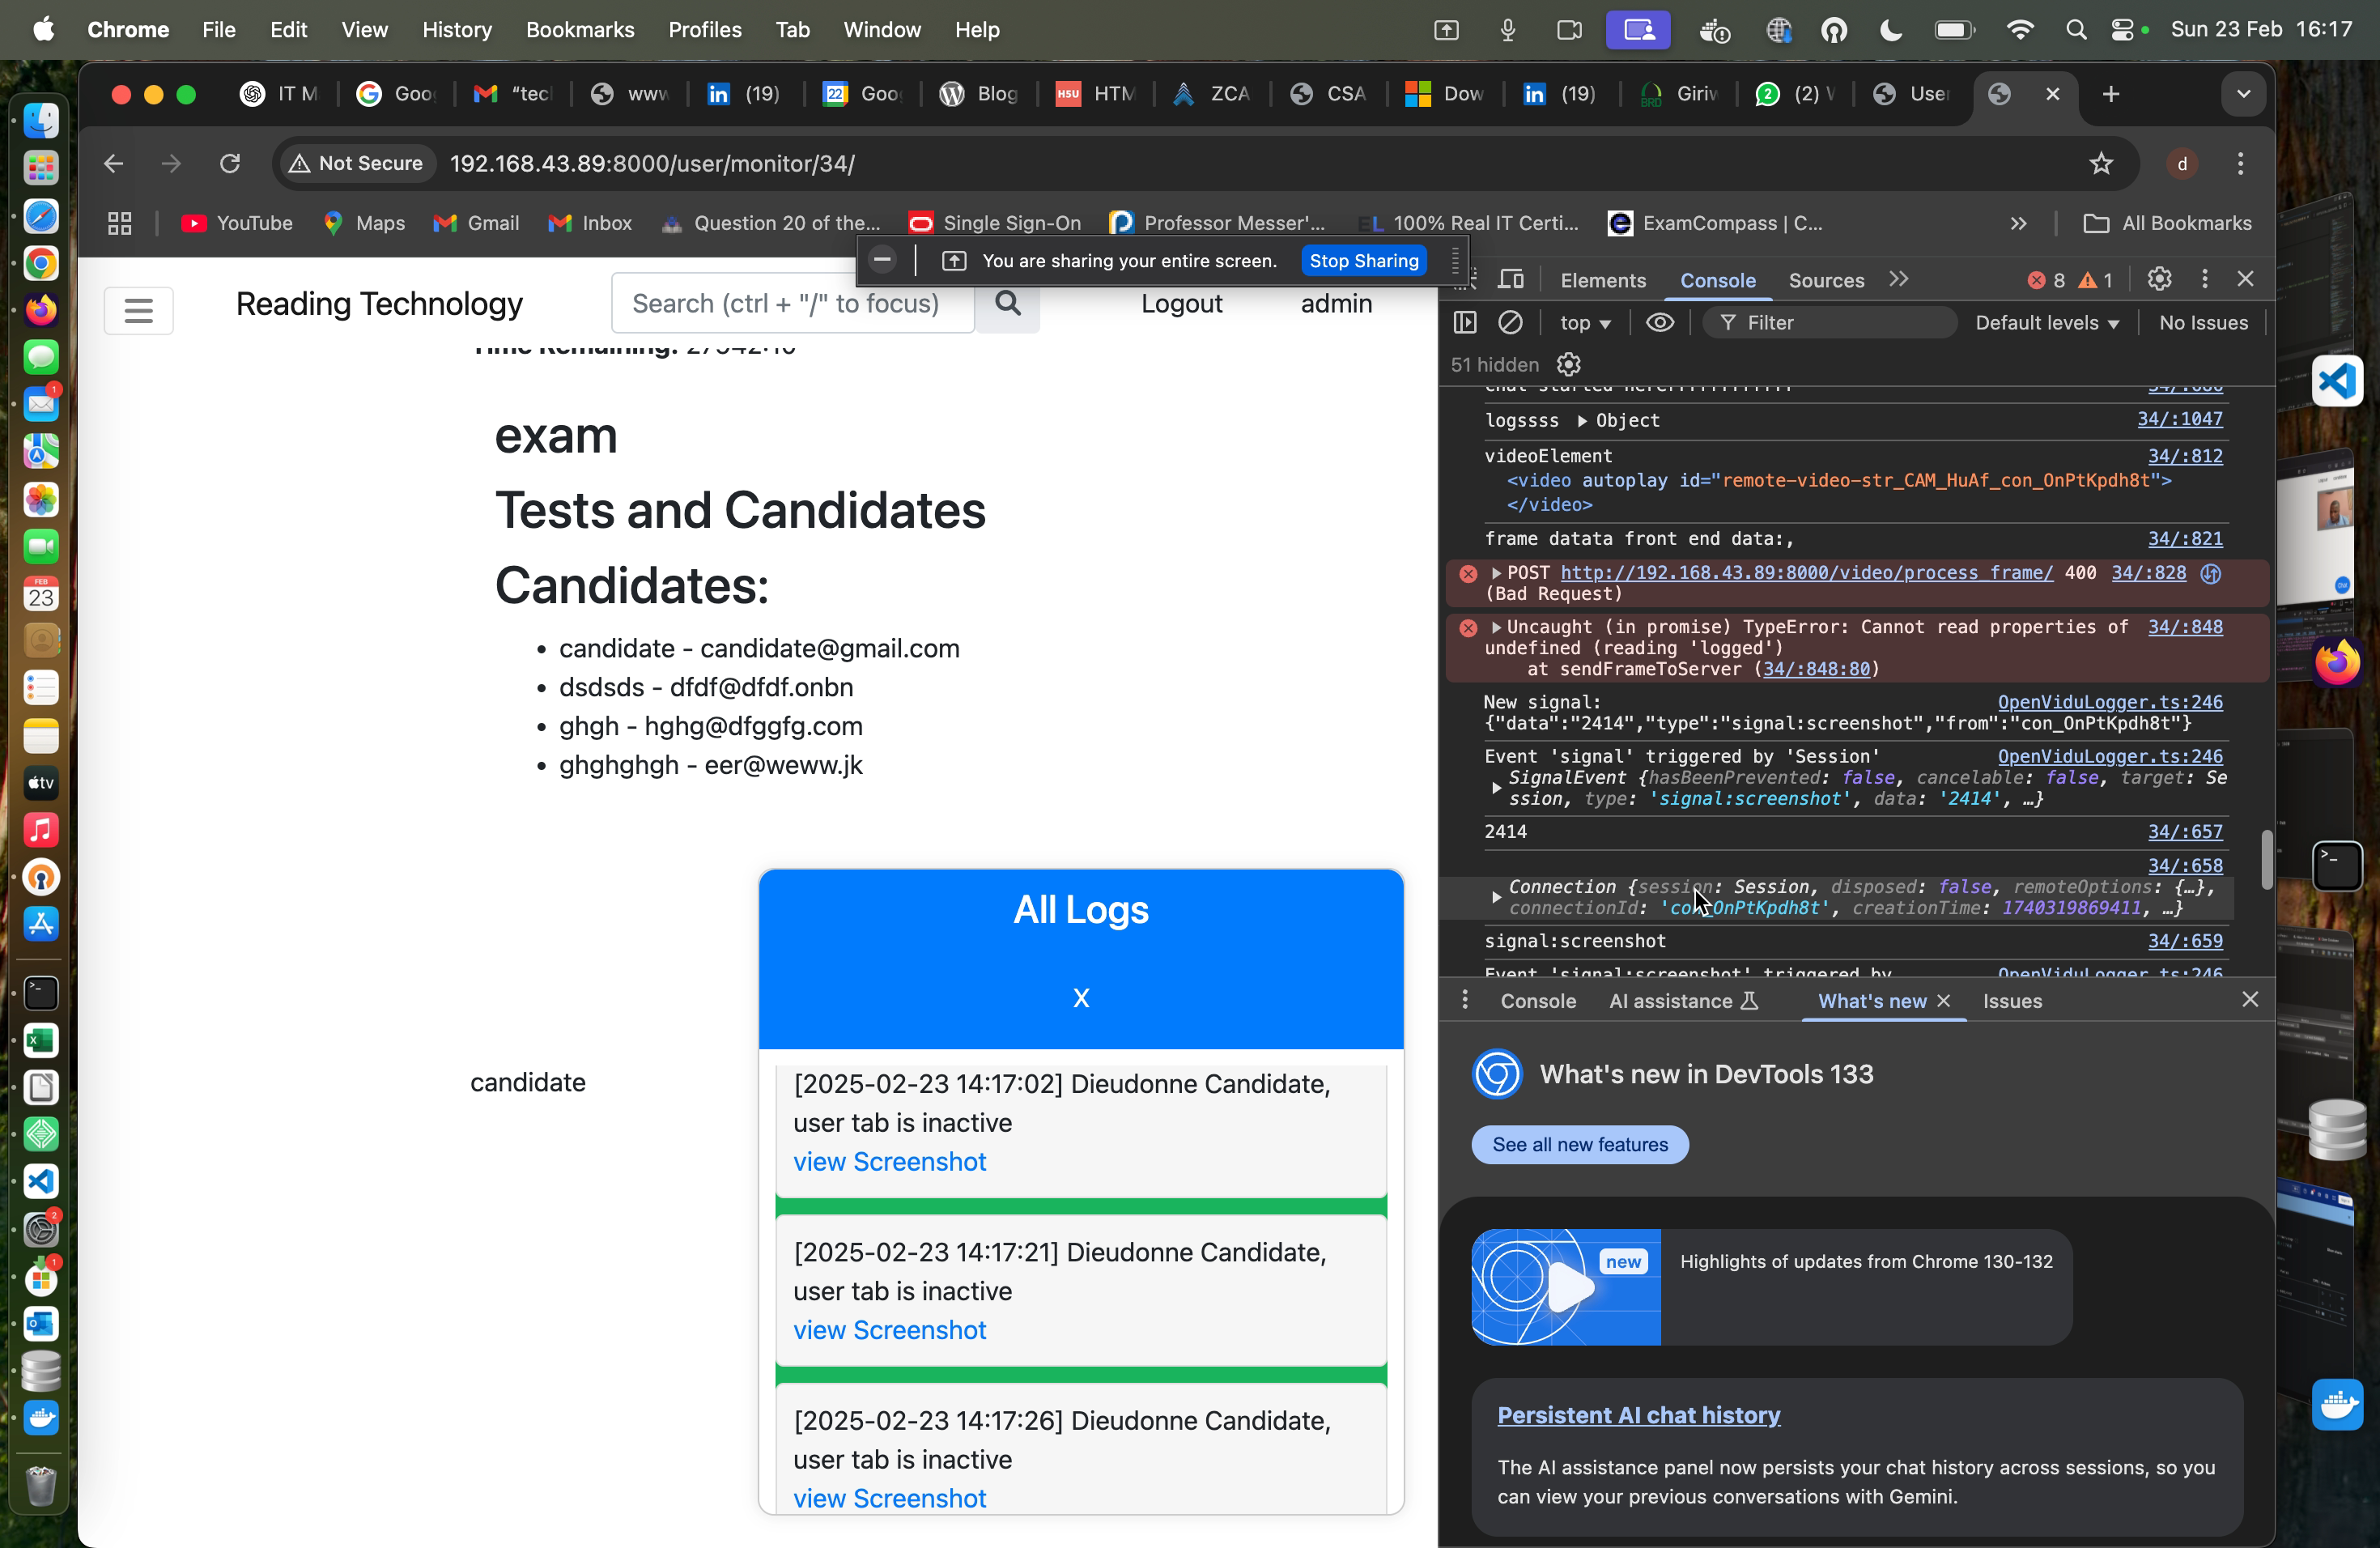 Chrome File Edit View History Bookmarks Profiles Tab Window Help Sun 23 Feb 16:17
IT M Goo "tec www (19) 22 Goo Blog H5U HTM ZCA CSA Dow (19) BRD Giriw 2 (2) User
Not Secure 192.168.43.89:8000/user/monitor/34/ d
YouTube Maps Gmail Inbox Question 20 of the... Single Sign-On Professor Messer'... EL 100% Real IT Certi... ExamCompass | C... All Bookmarks
You are sharing your entire screen. Stop Sharing
Reading Technology Search (ctrl + "/" to focus) Logout admin
Time Remaining:
exam
Tests and Candidates
Candidates:
• candidate - candidate@gmail.com
• dsdsds - dfdf@dfdf.onbn
• ghgh - hghg@dfggfg.com
• ghghghgh - eer@weww.jk
candidate
All Logs
X
[2025-02-23 14:17:02] Dieudonne Candidate,
user tab is inactive
view Screenshot
[2025-02-23 14:17:21] Dieudonne Candidate,
user tab is inactive
view Screenshot
[2025-02-23 14:17:26] Dieudonne Candidate,
user tab is inactive
view Screenshot
Elements Console Sources 8 1
top Filter Default levels No Issues
51 hidden
logssss Object 34/:1047
videoElement 34/:812
<video autoplay id="remote-video-str_CAM_HuAf_con_OnPtKpdh8t">
</video>
frame datata front end data:, 34/:821
POST http://192.168.43.89:8000/video/process_frame/ 400 34/:828
(Bad Request)
Uncaught (in promise) TypeError: Cannot read properties of 34/:848
undefined (reading 'logged')
at sendFrameToServer (34/:848:80)
New signal: OpenViduLogger.ts:246
{"data":"2414","type":"signal:screenshot","from":"con_OnPtKpdh8t"}
Event 'signal' triggered by 'Session' OpenViduLogger.ts:246
SignalEvent {hasBeenPrevented: false, cancelable: false, target: Se
ssion, type: 'signal:screenshot', data: '2414', …}
2414 34/:657
34/:658
Connection {session: Session, disposed: false, remoteOptions: {…},
connectionId: 'con_OnPtKpdh8t', creationTime: 1740319869411, …}
signal:screenshot 34/:659
Event 'signal:screenshot' triggered by OpenViduLogger.ts:246
Console AI assistance What's new Issues
What's new in DevTools 133
See all new features
new
Highlights of updates from Chrome 130-132
Persistent AI chat history
The AI assistance panel now persists your chat history across sessions, so you
can view your previous conversations with Gemini.
FEB
23
tv